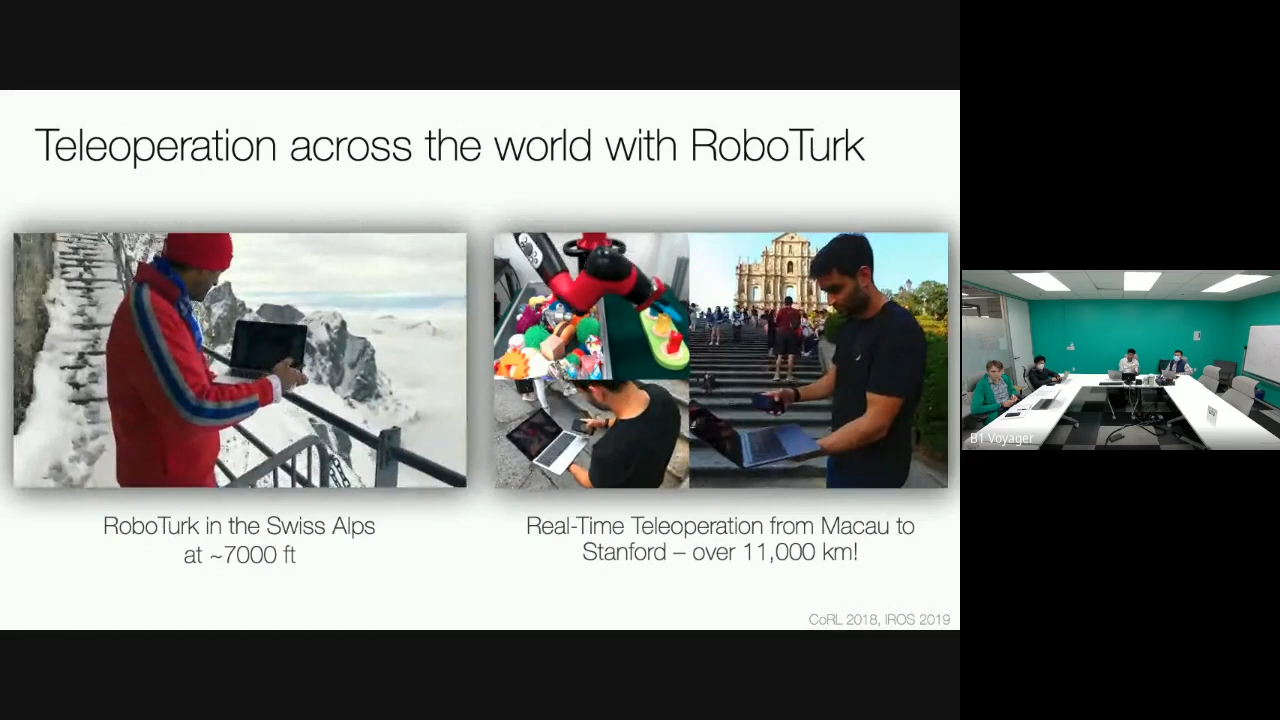 Teleoperation across the world with RoboTurk
RoboTurk in the Swiss Alps
at ~7000 ft
Real-Time Teleoperation from Macau to
Stanford – over 11,000 km!
CoRL 2018, IROS 2019
B1 Voyager